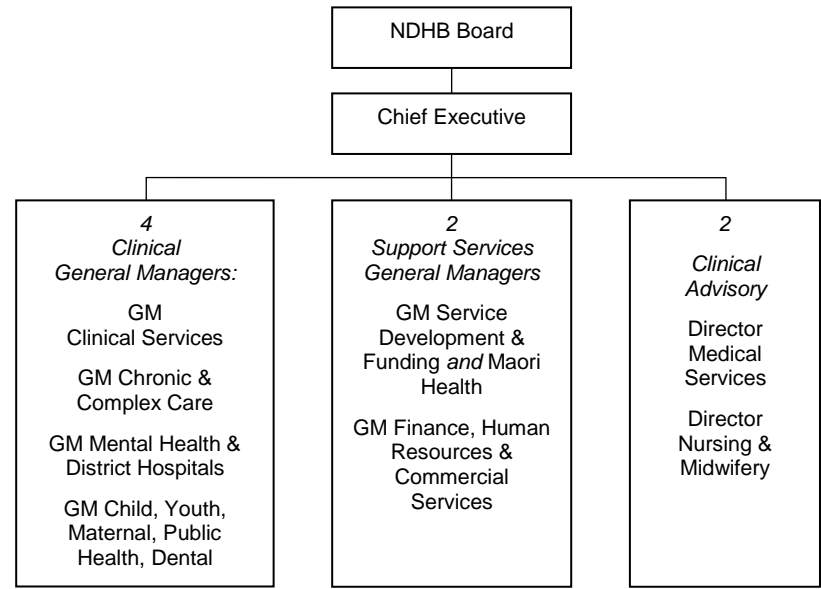 NDHB Board
Chief Executive
4
Clinical
General Managers:
GM
Clinical Services
GM Chronic &
Complex Care
GM Mental Health &
District Hospitals
GM Child, Youth,
Maternal, Public
Health, Dental
2
Support Services
General Managers
GM Service
Development &
Funding and Maori
Health
GM Finance, Human
Resources &
Commercial
Services
2
Clinical
Advisory
Director
Medical
Services
Director
Nursing &
Midwifery